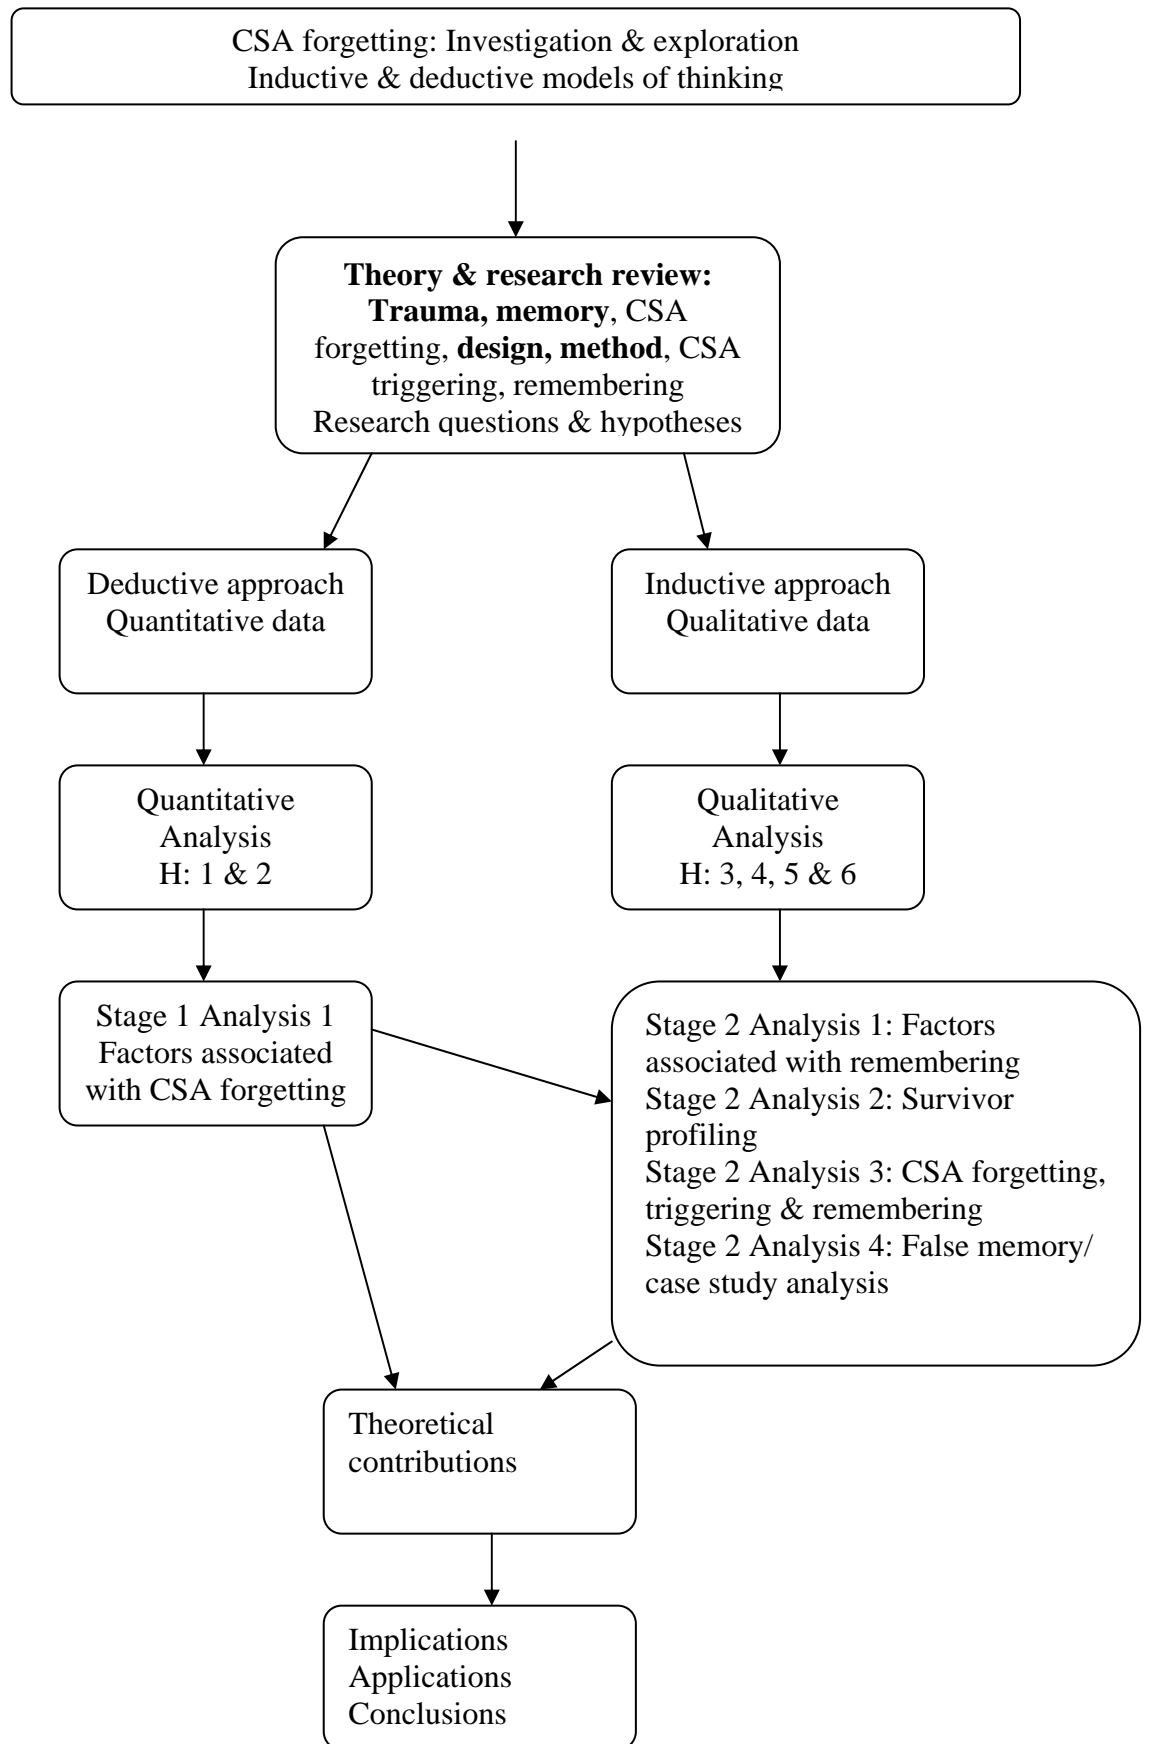 CSA forgetting: Investigation & exploration
Inductive & deductive models of thinking
Theory & research review:
Trauma, memory, CSA
forgetting, design, method, CSA
triggering, remembering
Research questions & hypotheses
Deductive approach
Quantitative data
Inductive approach
Qualitative data
Quantitative
Analysis
H: 1 & 2
Qualitative
Analysis
H: 3, 4, 5 & 6
Stage 1 Analysis 1
Factors associated
with CSA forgetting
Stage 2 Analysis 1: Factors
associated with remembering
Stage 2 Analysis 2: Survivor
profiling
Stage 2 Analysis 3: CSA forgetting,
triggering & remembering
Stage 2 Analysis 4: False memory/
case study analysis
Theoretical
contributions
Implications
Applications
Conclusions